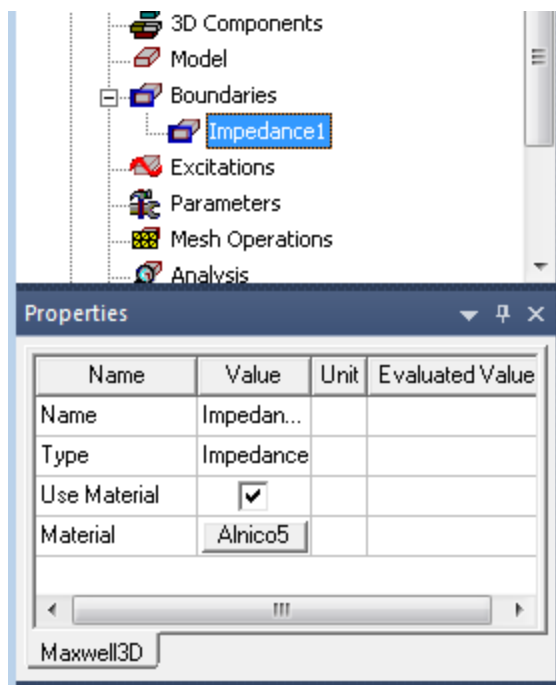 3D Components
Model
Boundaries
Impedance1
Excitations
Parameters
Mesh Operations
Analysis
Properties
Name Value Unit Evaluated Value
Name Impedan...
Type Impedance
Use Material
Material Alnico5
Maxwell3D